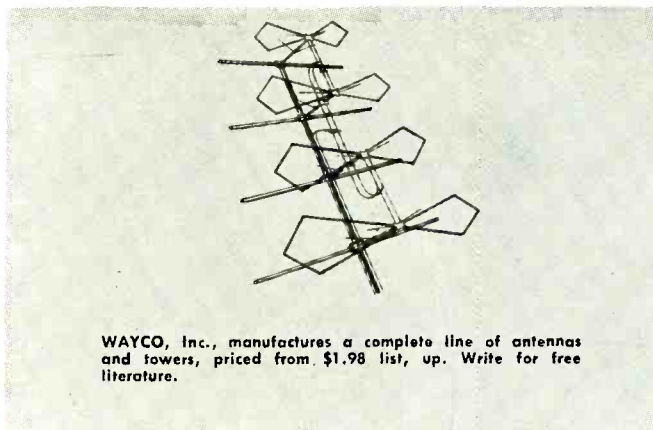 WAYCO, Inc., manufactures a complete line of antennas
and towers, priced from $1.98 list, up. Write for free
literature.